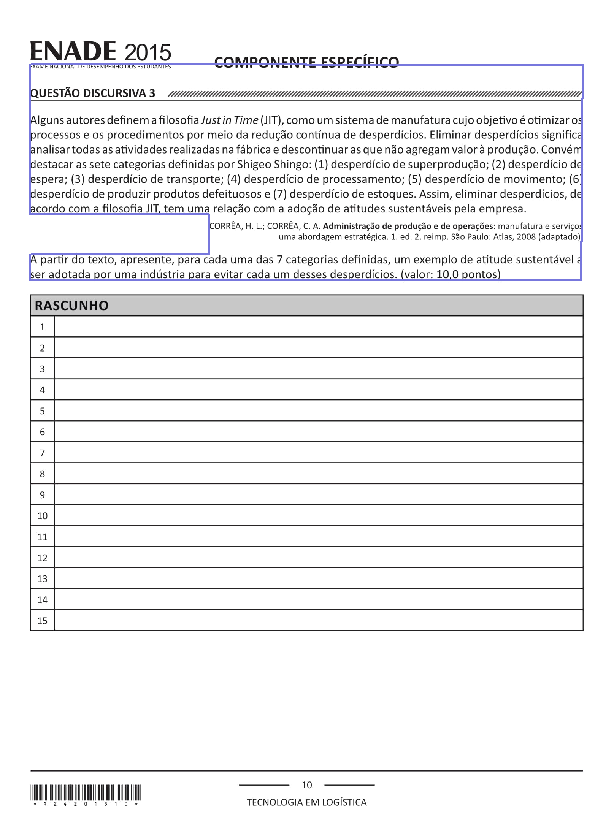 ENADE 2015
EXAME NACIONAL DE DESEMPENHO DOS ESTUDANTES
COMPONENTE ESPECÍFICO
QUESTÃO DISCURSIVA 3
Alguns autores definem a filosofia Just in Time (JIT), como um sistema de manufatura cujo objetivo é otimizar os
processos e os procedimentos por meio da redução contínua de desperdícios. Eliminar desperdícios significa
analisar todas as atividades realizadas na fábrica e descontinuar as que não agregam valor à produção. Convém
destacar as sete categorias definidas por Shigeo Shingo: (1) desperdício de superprodução; (2) desperdício de
espera; (3) desperdício de transporte; (4) desperdício de processamento; (5) desperdício de movimento; (6)
desperdício de produzir produtos defeituosos e (7) desperdício de estoques. Assim, eliminar desperdícios, de
acordo com a filosofia JIT, tem uma relação com a adoção de atitudes sustentáveis pela empresa.
CORRÊA, H. L.; CORRÊA, C. A. Administração de produção e de operações: manufatura e serviços
uma abordagem estratégica. 1. ed. 2. reimp. São Paulo: Atlas, 2008 (adaptado)
A partir do texto, apresente, para cada uma das 7 categorias definidas, um exemplo de atitude sustentável a
ser adotada por uma indústria para evitar cada um desses desperdícios. (valor: 10,0 pontos)
RASCUNHO
1
2
3
4
5
6
7
8
9
10
11
12
13
14
15
10
TECNOLOGIA EM LOGÍSTICA